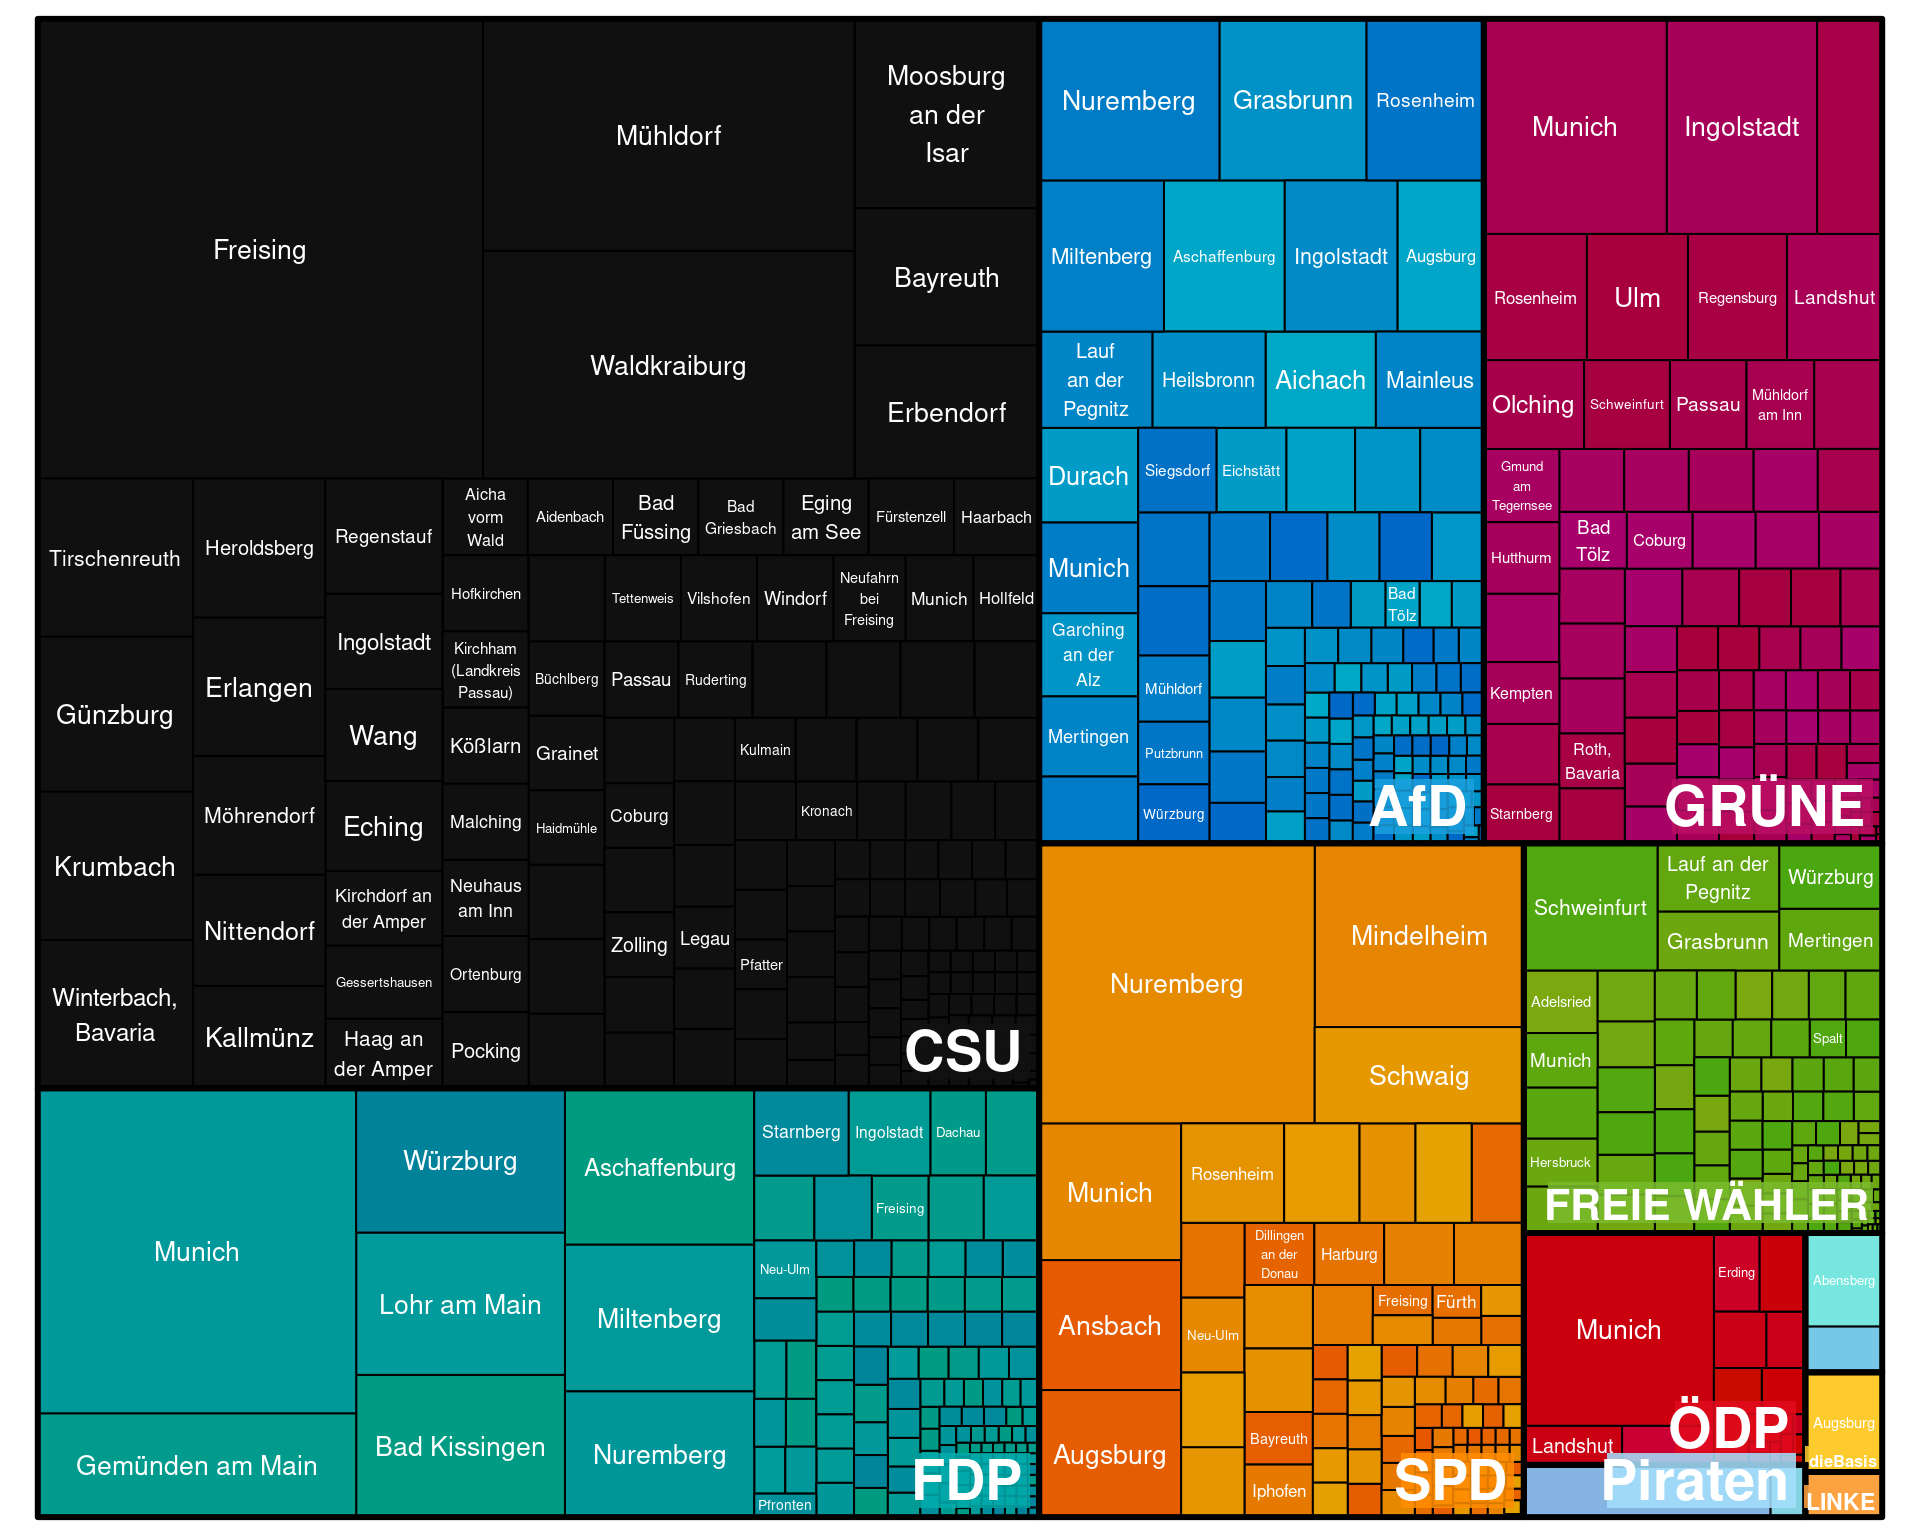 Freising
Mühldorf
Waldkraiburg
Moosburg
an der
Isar
Bayreuth
Erbendorf
Tirschenreuth
Günzburg
Krumbach
Winterbach,
Bavaria
Heroldsberg
Erlangen
Möhrendorf
Nittendorf
Kallmünz
Regenstauf
Ingolstadt
Wang
Eching
Kirchdorf an
der Amper
Gessertshausen
Haag an
der Amper
Aicha
vorm
Wald
Hofkirchen
Kirchham
(Landkreis
Passau)
Kößlarn
Malching
Neuhaus
am Inn
Ortenburg
Pocking
Aidenbach
Bad
Füssing
Bad
Griesbach
Eging
am See
Fürstenzell
Haarbach
Tettenweis
Vilshofen
Windorf
Neufahrn
bei
Freising
Munich
Hollfeld
Büchlberg
Grainet
Haidmühle
Passau
Ruderting
Coburg
Zolling
Legau
Kulmain
Pfatter
Kronach
CSU
Nuremberg
Grasbrunn
Rosenheim
Miltenberg
Aschaffenburg
Ingolstadt
Augsburg
Lauf
an der
Pegnitz
Heilsbronn
Aichach
Mainleus
Durach
Munich
Garching
an der
Alz
Mertingen
Siegsdorf
Eichstätt
Mühldorf
Putzbrunn
Würzburg
Bad
Tölz
AfD
Munich
Ingolstadt
Rosenheim
Ulm
Regensburg
Landshut
Olching
Schweinfurt
Passau
Mühldorf
am Inn
Gmund
am
Tegernsee
Hutthurm
Kempten
Starnberg
Bad
Tölz
Coburg
Roth,
Bavaria
GRÜNE
Munich
Gemünden am Main
Würzburg
Lohr am Main
Bad Kissingen
Aschaffenburg
Miltenberg
Nuremberg
Starnberg
Ingolstadt
Dachau
Freising
Neu-Ulm
Pfronten
FDP
Nuremberg
Mindelheim
Schwaig
Munich
Ansbach
Augsburg
Rosenheim
Dillingen
an der
Donau
Harburg
Neu-Ulm
Freising
Fürth
Bayreuth
Iphofen
SPD
Schweinfurt
Lauf an der
Pegnitz
Würzburg
Grasbrunn
Mertingen
Adelsried
Munich
Hersbruck
Spalt
FREIE WÄHLER
Munich
Erding
Landshut
ÖDP
Piraten
Abensberg
Augsburg
dieBasis
LINKE